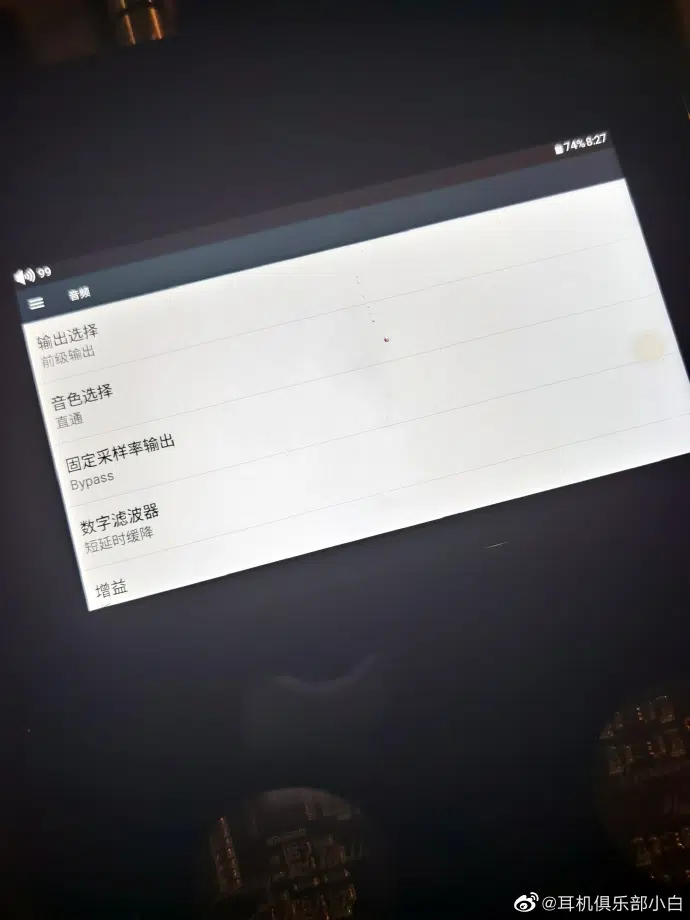 74% 8:27
99
音频
输出选择
前级输出
音色选择
直通
固定采样率输出
Bypass
数字滤波器
短延时缓降
增益
@耳机俱乐部小白